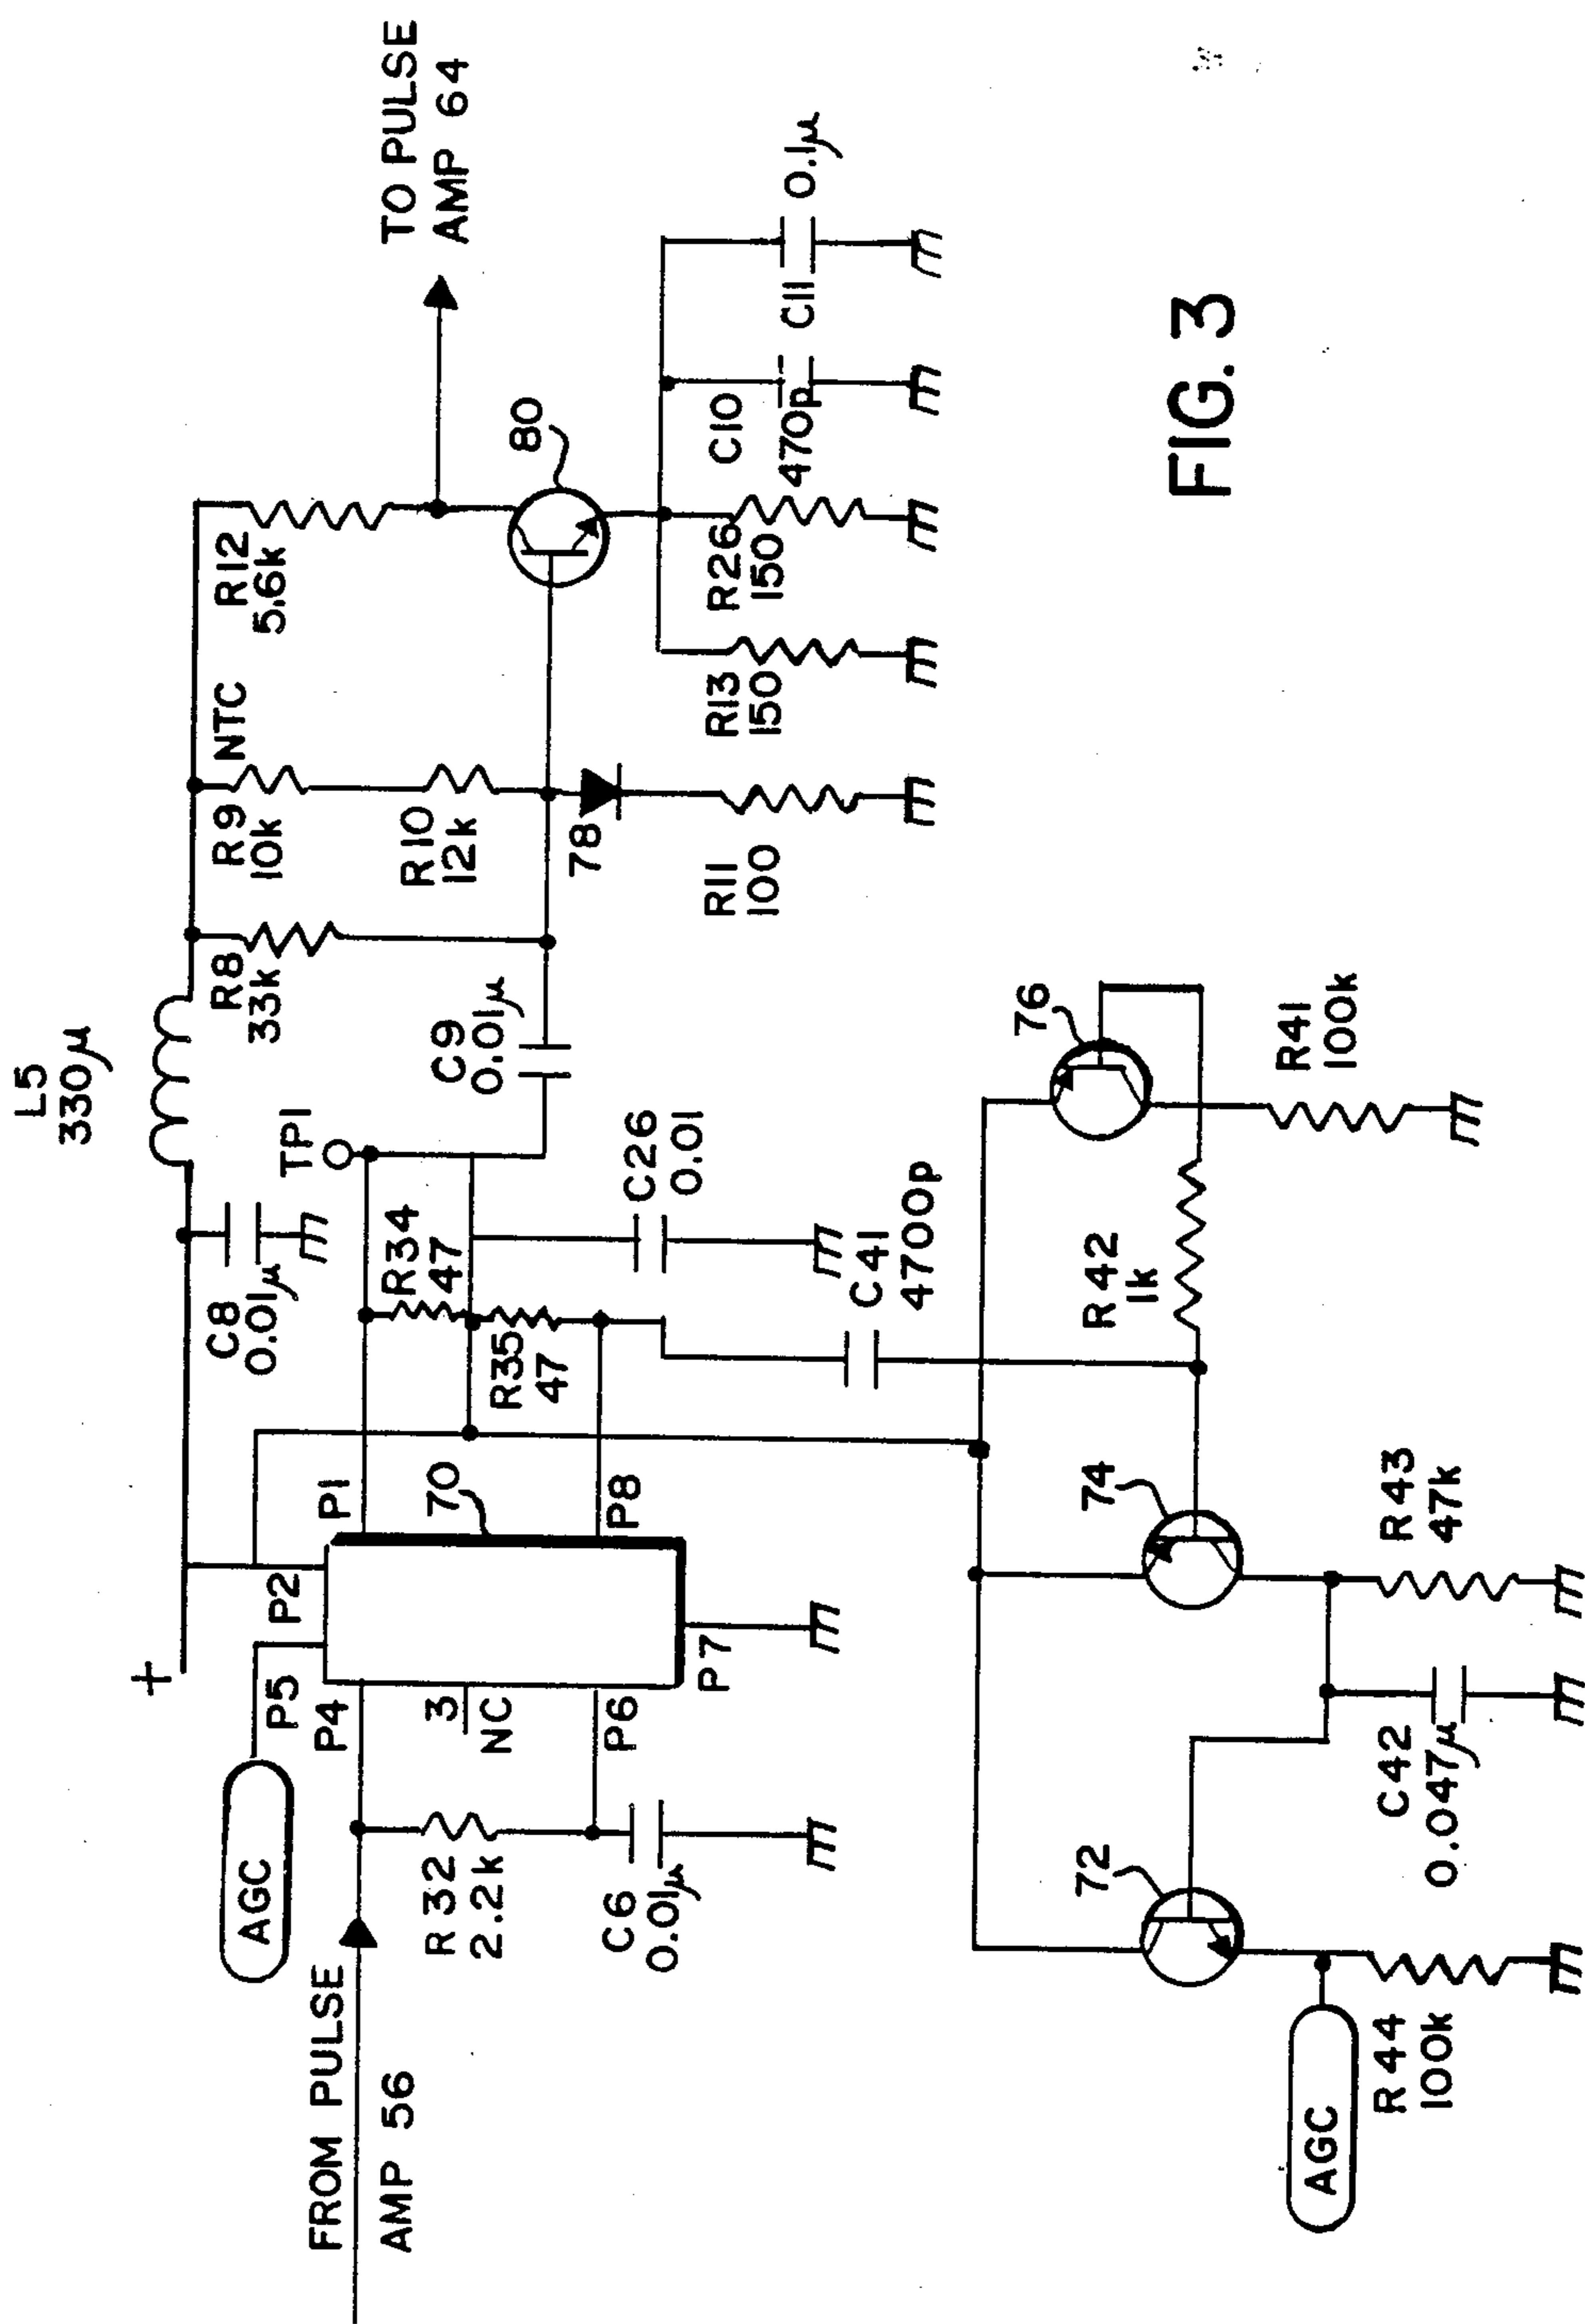 L5
330μ
TO PULSE
AMP 64
FROM PULSE
AMP 56
AGC
+
P5
P2
P4
3
NC
P6
P7
P1
70
P8
R32
2.2k
C6
0.01μ
C8
0.01μ
TP1
R34
47
R35
47
C26
0.01
C41
4700p
C9
0.01μ
R8
33k
R9
10k
NTC
R10
12k
78
R11
100
R12
5.6k
80
R13
150
R26
150
C10
470p
C11
0.1μ
72
74
76
R42
1k
R41
100k
R43
47k
C42
0.047μ
R44
100k
AGC
FIG. 3